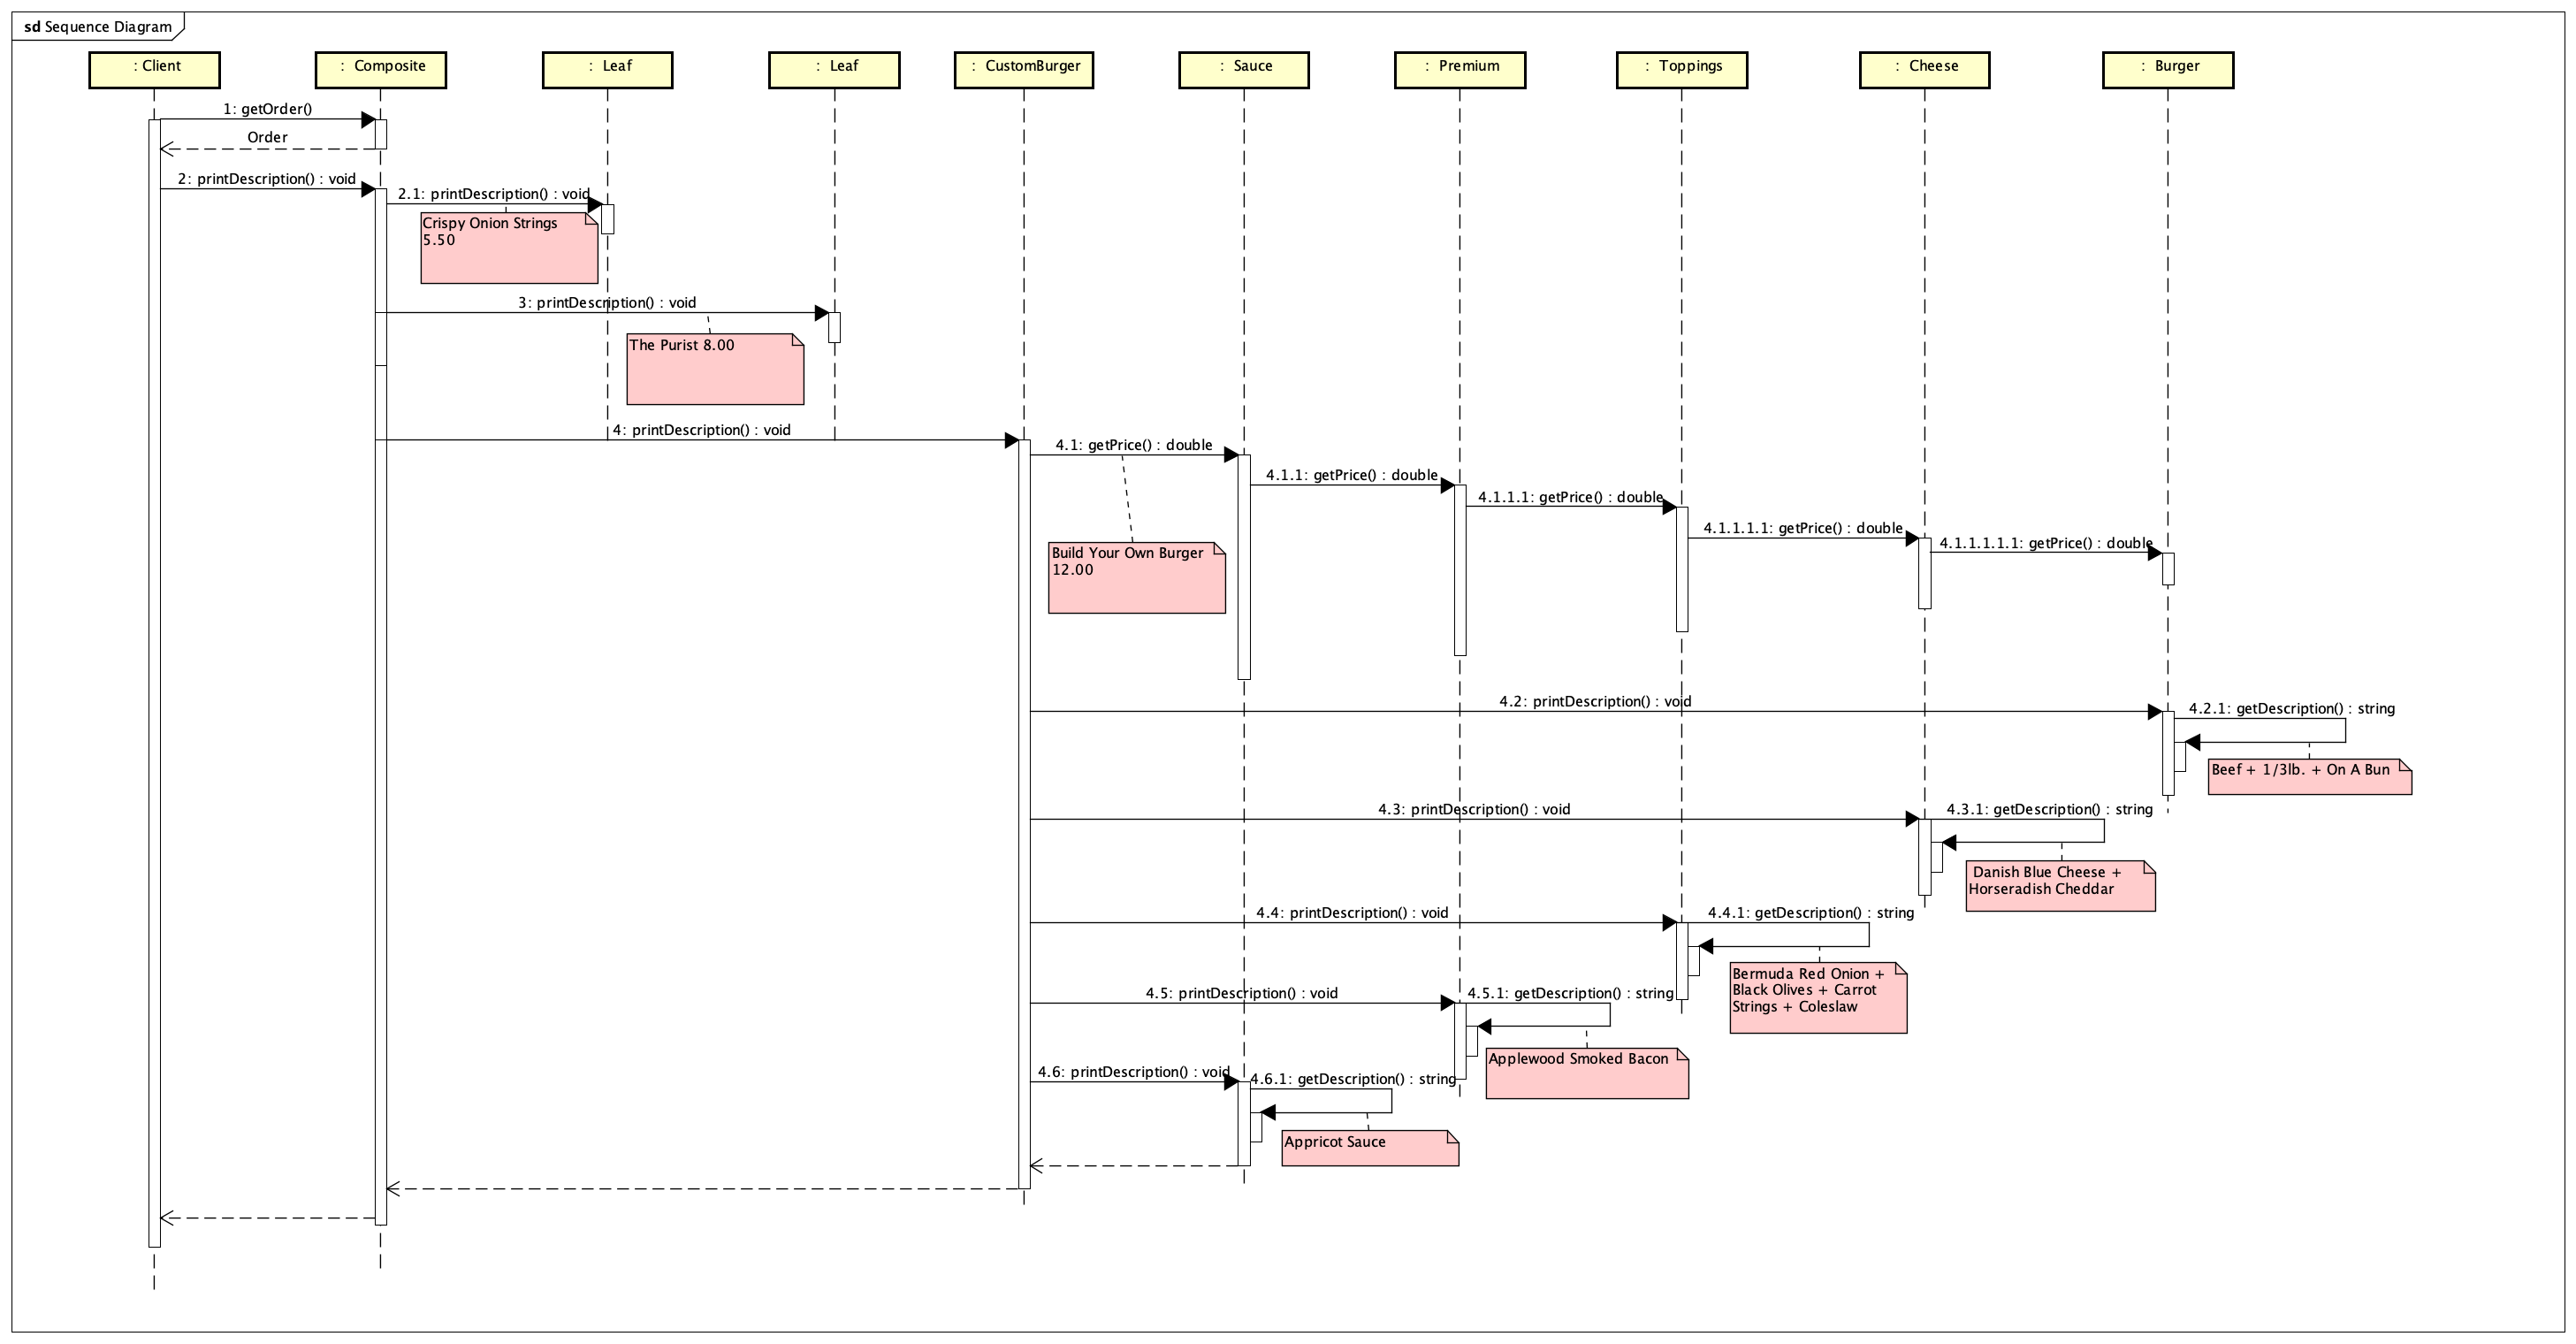 sd Sequence Diagram
: Client
: Composite
: Leaf
: Leaf
: CustomBurger
: Sauce
: Premium
: Toppings
: Cheese
: Burger
1: getOrder()
Order
2: printDescription() : void
2.1: printDescription() : void
Crispy Onion Strings
5.50
3: printDescription() : void
The Purist 8.00
4: printDescription() : void
4.1: getPrice() : double
4.1.1: getPrice() : double
4.1.1.1: getPrice() : double
4.1.1.1.1: getPrice() : double
4.1.1.1.1.1: getPrice() : double
Build Your Own Burger
12.00
4.2: printDescription() : void
4.2.1: getDescription() : string
Beef + 1/3lb. + On A Bun
4.3: printDescription() : void
4.3.1: getDescription() : string
Danish Blue Cheese +
Horseradish Cheddar
4.4: printDescription() : void
4.4.1: getDescription() : string
Bermuda Red Onion +
Black Olives + Carrot
Strings + Coleslaw
4.5: printDescription() : void
4.5.1: getDescription() : string
Applewood Smoked Bacon
4.6: printDescription() : void
4.6.1: getDescription() : string
Appricot Sauce